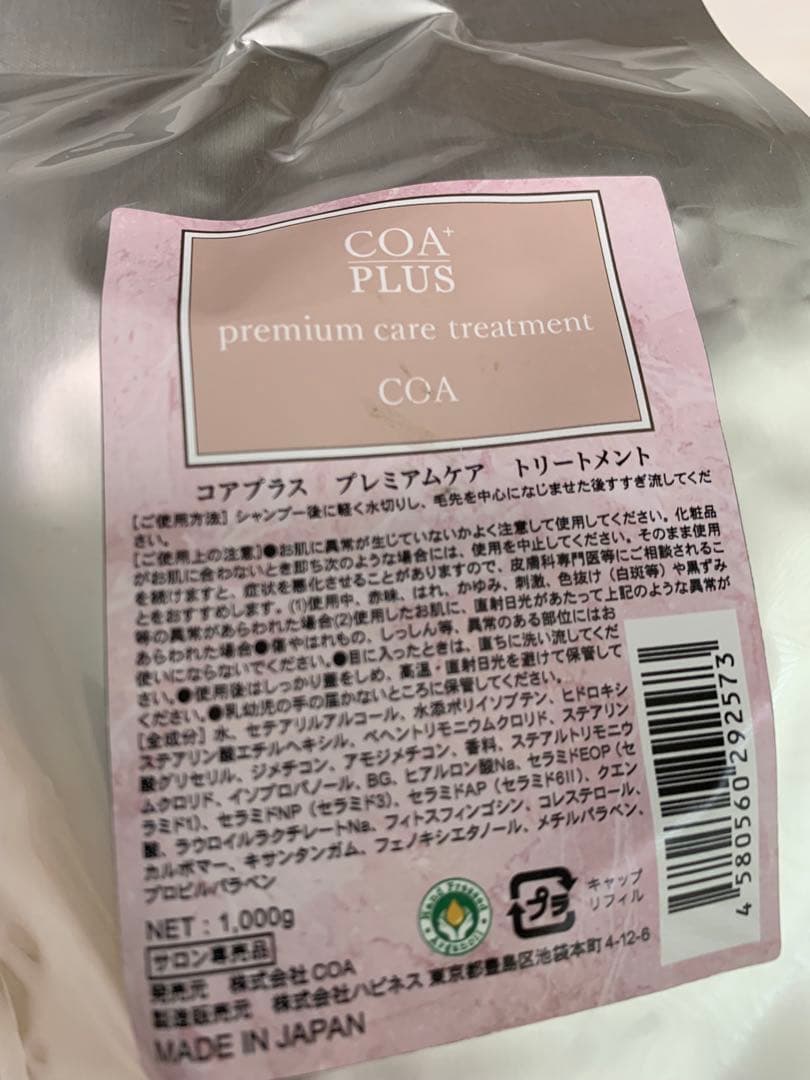 COA+
PLUS
premium care treatment
COA
コアプラス プレミアムケア トリートメント
[ご使用方法] シャンプー後に軽く水切りし、毛先を中心になじませた後すすぎ流してくだ
さい。
[ご使用上の注意]●お肌に異常が生じていないかよく注意して使用してください。化粧品
がお肌に合わないとき即ち次のような場合には、使用を中止してください。そのまま使用
を続けますと、症状を悪化させることがありますので、皮膚科専門医等にご相談されるこ
とをおすすめします。(1)使用中、赤味、はれ、かゆみ、刺激、色抜け（白斑等）や黒ずみ
等の異常があらわれた場合(2)使用したお肌に、直射日光があたって上記のような異常が
あらわれた場合●傷やはれもの、しっしん等、異常のある部位にはお
使いにならないでください。●目に入ったときは、直ちに洗い流してくだ
さい。●使用後はしっかり蓋をしめ、高温・直射日光を避けて保管して
ください。●乳幼児の手の届かないところに保管してください。
[全成分] 水、セテアリルアルコール、水添ポリイソブテン、ヒドロキシ
ステアリン酸エチルヘキシル、ベヘントリモニウムクロリド、ステアリン
酸グリセリル、ジメチコン、アモジメチコン、香料、ステアルトリモニウ
ムクロリド、イソプロパノール、BG、ヒアルロン酸Na、セラミドEOP（セ
ラミド1）、セラミドNP（セラミド3）、セラミドAP（セラミド6II）、クエン
酸、ラウロイルラクチレートNa、フィトスフィンゴシン、コレステロール、
カルボマー、キサンタンガム、フェノキシエタノール、メチルパラベン、
プロピルパラベン
NET：1,000g
サロン専売品
発売元 株式会社COA
製造販売元 株式会社ハピネス 東京都豊島区池袋本町4-12-6
MADE IN JAPAN
Hand Pressed
Arganoil
プラ
キャップ
リフィル
4 580560 292573